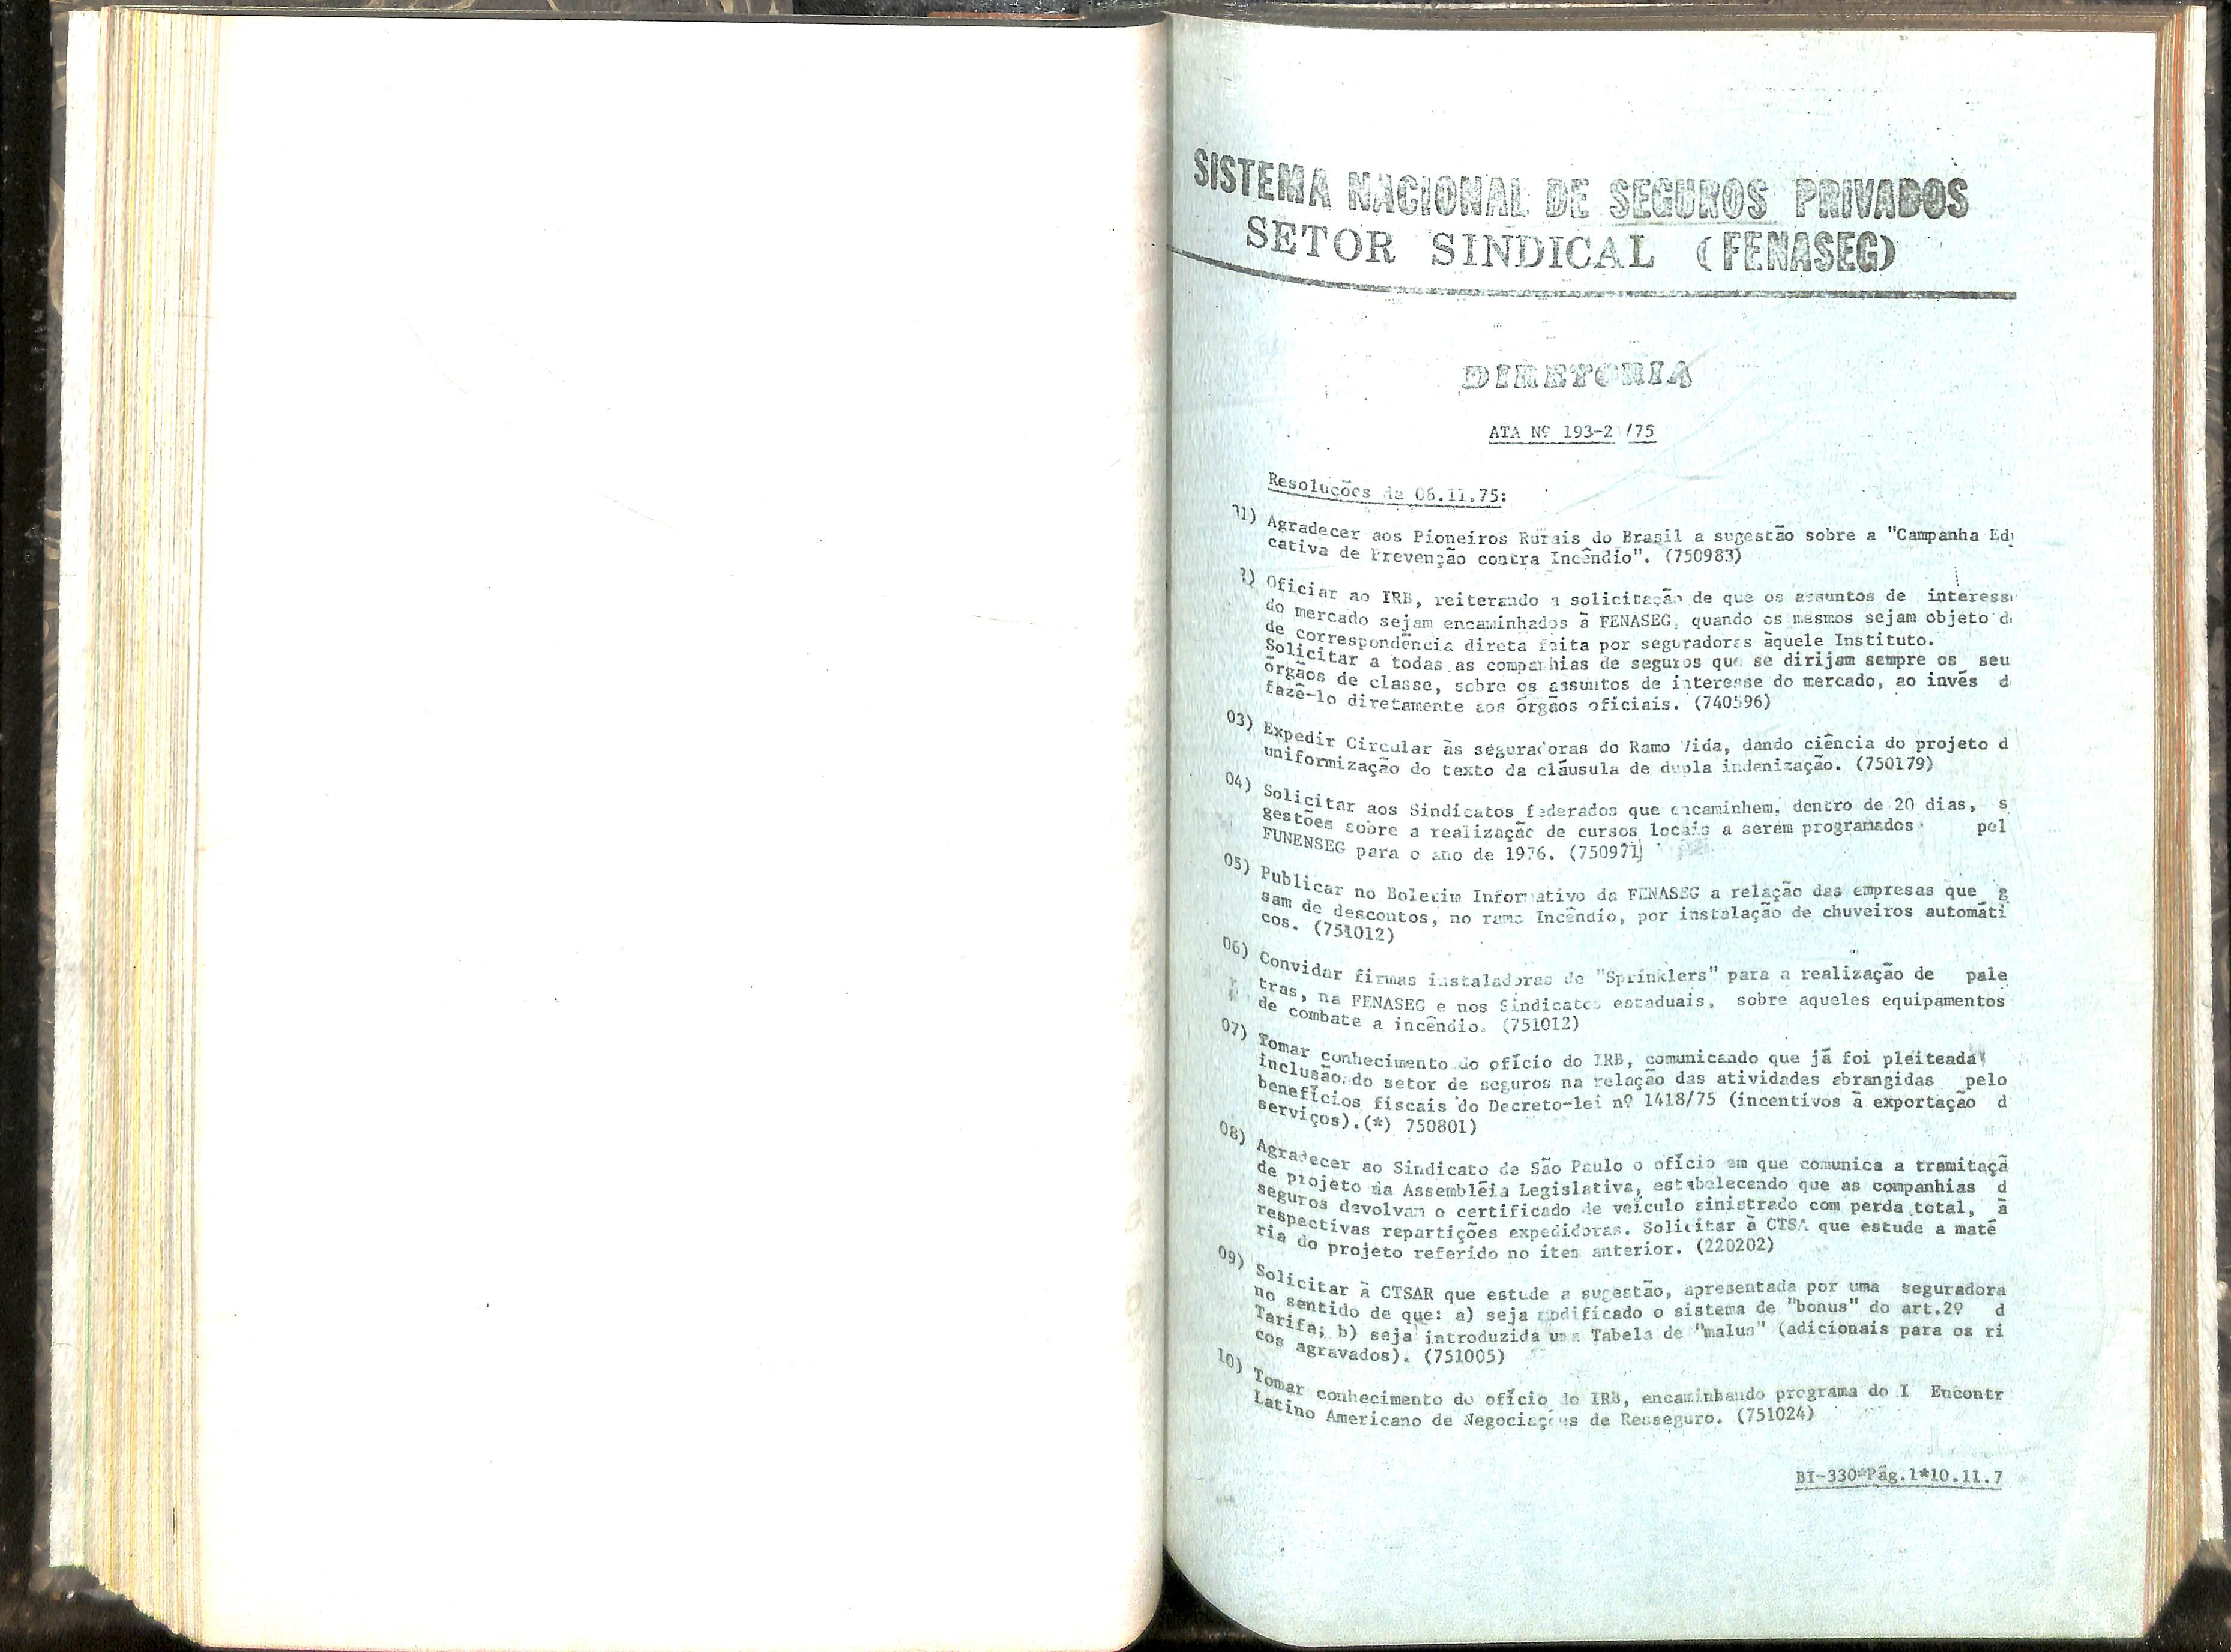 SISTEMA NACIONAL DE SEGUROS PRIVADOS
SETOR SINDICAL (FENASEG)
DIRETORIA
ATA Nº 193-2 /75
Resoluções de 06.11.75:
01) Agradecer aos Pioneiros Rurais do Brasil a sugestão sobre a "Campanha Edu
cativa de Prevenção contra Incêndio". (750983)
2) Oficiar ao IRB, reiterando a solicitação de que os assuntos de interess
do mercado sejam encaminhados à FENASEG, quando os mesmos sejam objeto d
de correspondência direta feita por seguradoras àquele Instituto.
Solicitar a todas as companhias de seguros que se dirijam sempre os seu
órgãos de classe, sobre os assuntos de interesse do mercado, ao invés d
fazê-lo diretamente aos órgãos oficiais. (740596)
03) Expedir Circular às seguradoras do Ramo Vida, dando ciência do projeto d
uniformização do texto da cláusula de dupla indenização. (750179)
04) Solicitar aos Sindicatos federados que encaminhem, dentro de 20 dias, s
gestões sobre a realização de cursos locais a serem programados pel
FUNENSEG para o ano de 1976. (750971)
05) Publicar no Boletim Informativo da FENASEG a relação das empresas que g
sam de descontos, no ramo Incêndio, por instalação de chuveiros automáti
cos. (751012)
06) Convidar firmas instaladoras de "Sprinklers" para a realização de pale
tras, na FENASEG e nos Sindicatos estaduais, sobre aqueles equipamentos
de combate a incêndio. (751012)
07) Tomar conhecimento do ofício do IRB, comunicando que já foi pleiteada
inclusão do setor de seguros na relação das atividades abrangidas pelo
benefícios fiscais do Decreto-lei nº 1418/75 (incentivos à exportação d
serviços).(*) 750801)
08) Agradecer ao Sindicato de São Paulo o ofício em que comunica a tramitaçã
de projeto na Assembléia Legislativa, estabelecendo que as companhias d
seguros devolvam o certificado de veículo sinistrado com perda total, à
respectivas repartições expedidoras. Solicitar à CTSA que estude a maté
ria do projeto referido no item anterior. (220202)
09) Solicitar à CTSAR que estude a sugestão, apresentada por uma seguradora
no sentido de que: a) seja modificado o sistema de "bonus" do art.2º d
Tarifa; b) seja introduzida uma Tabela de "malus" (adicionais para os ri
cos agravados). (751005)
10) Tomar conhecimento do ofício do IRB, encaminhando programa do I Encontr
Latino Americano de Negociações de Resseguro. (751024)
BI-330*Pág.1*10.11.7